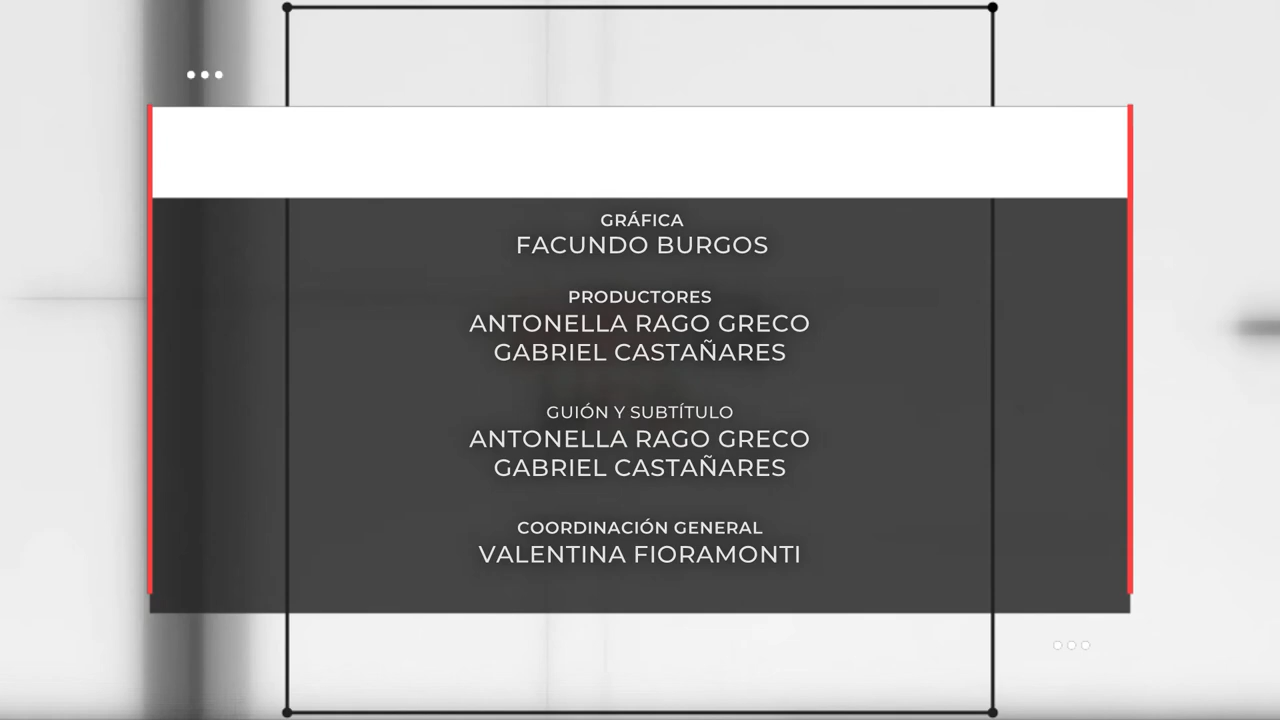 GRÁFICA
FACUNDO BURGOS
PRODUCTORES
ANTONELLA RAGO GRECO
GABRIEL CASTAÑARES
GUIÓN Y SUBTÍTULO
ANTONELLA RAGO GRECO
GABRIEL CASTAÑARES
COORDINACIÓN GENERAL
VALENTINA FIORAMONTI